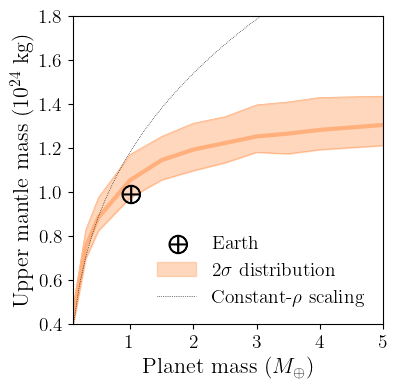 Upper mantle mass (10²⁴ kg)
1.8
1.6
1.4
1.2
1.0
0.8
0.6
0.4
Earth
2σ distribution
Constant-ρ scaling
1 2 3 4 5
Planet mass (M⊕)